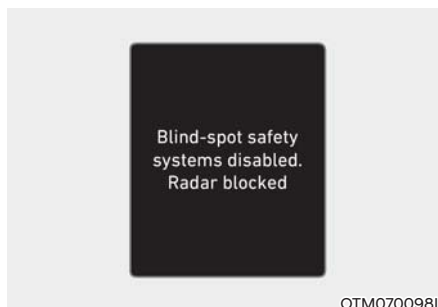 Blind-spot safety
systems disabled.
Radar blocked
OTM070098L